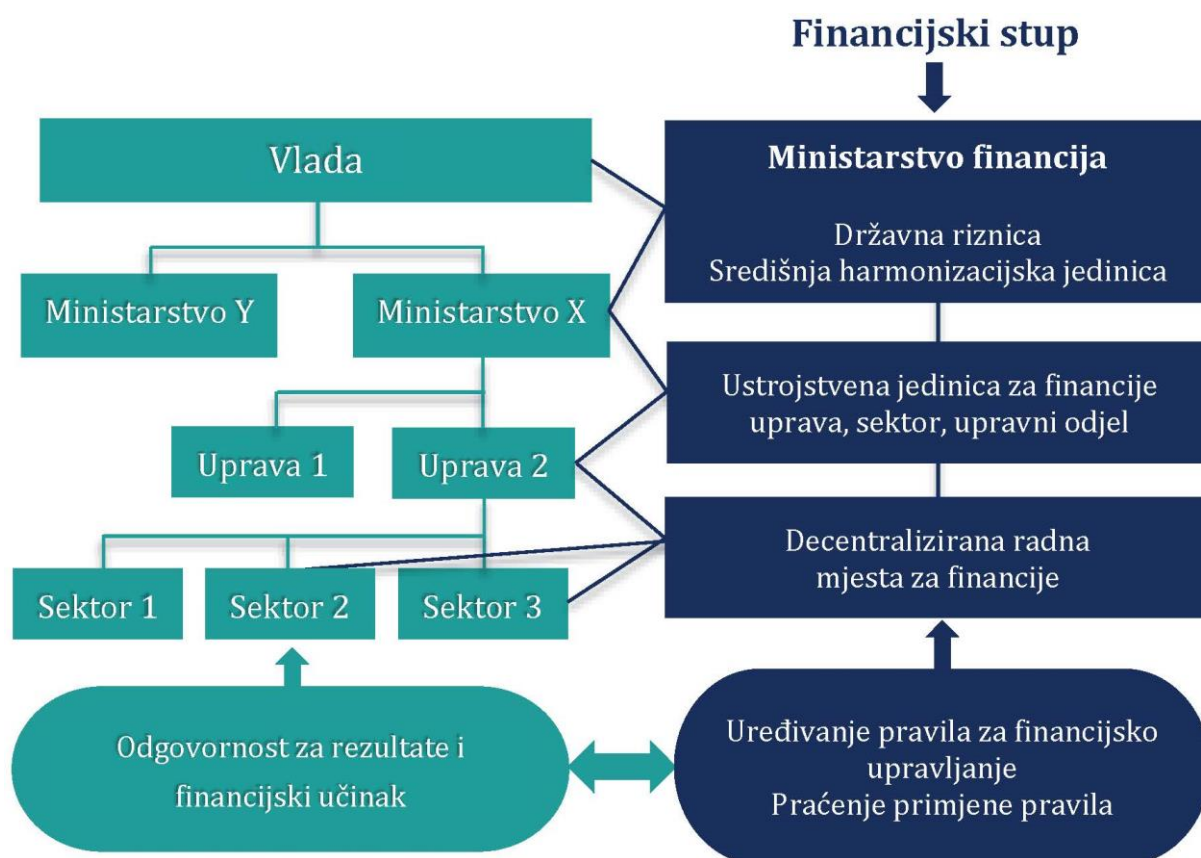 Financijski stup
Vlada
Ministarstvo Y
Ministarstvo X
Uprava 1
Uprava 2
Sektor 1
Sektor 2
Sektor 3
Odgovornost za rezultate i
financijski učinak
Ministarstvo financija
Državna riznica
Središnja harmonizacijska jedinica
Ustrojstvena jedinica za financije
uprava, sektor, upravni odjel
Decentralizirana radna
mjesta za financije
Uređivanje pravila za financijsko
upravljanje
Praćenje primjene pravila